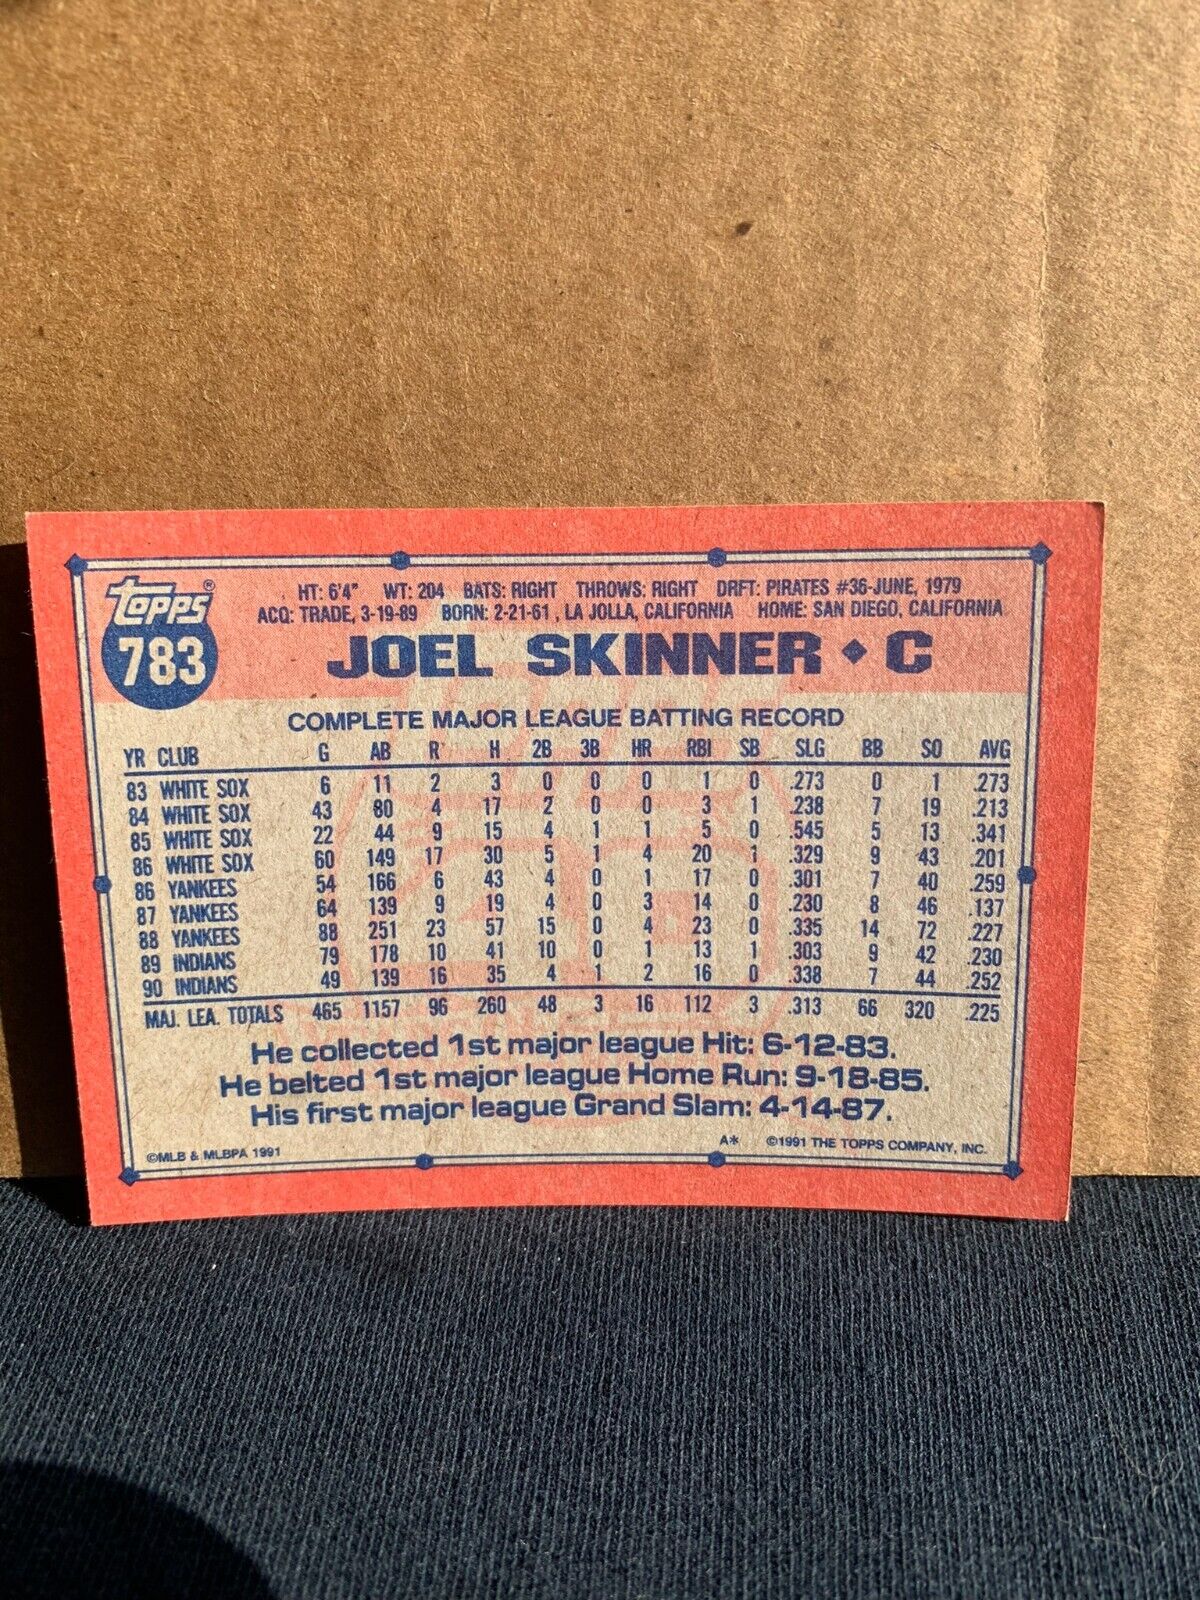 topps®
783
HT: 6'4" WT: 204 BATS: RIGHT THROWS: RIGHT DRFT: PIRATES #36-JUNE, 1979
ACQ: TRADE, 3-19-89 BORN: 2-21-61, LA JOLLA, CALIFORNIA HOME: SAN DIEGO, CALIFORNIA
JOEL SKINNER ♦ C
COMPLETE MAJOR LEAGUE BATTING RECORD
YR CLUB G AB R H 2B 3B HR RBI SB SLG BB SO AVG
83 WHITE SOX 6 11 2 3 0 0 0 1 0 .273 0 1 .273
84 WHITE SOX 43 80 4 17 2 0 0 3 1 .238 7 19 .213
85 WHITE SOX 22 44 9 15 4 1 1 5 0 .545 5 13 .341
86 WHITE SOX 60 149 17 30 5 1 4 20 1 .329 9 43 .201
86 YANKEES 54 166 6 43 4 0 1 17 0 .301 7 40 .259
87 YANKEES 64 139 9 19 4 0 3 14 0 .230 8 46 .137
88 YANKEES 88 251 23 57 15 0 4 23 0 .335 14 72 .227
89 INDIANS 79 178 10 41 10 0 1 13 1 .303 9 42 .230
90 INDIANS 49 139 16 35 4 1 2 16 0 .338 7 44 .252
MAJ. LEA. TOTALS 465 1157 96 260 48 3 16 112 3 .313 66 320 .225
He collected 1st major league Hit: 6-12-83.
He belted 1st major league Home Run: 9-18-85.
His first major league Grand Slam: 4-14-87.
©MLB & MLBPA 1991 A* ©1991 THE TOPPS COMPANY, INC.